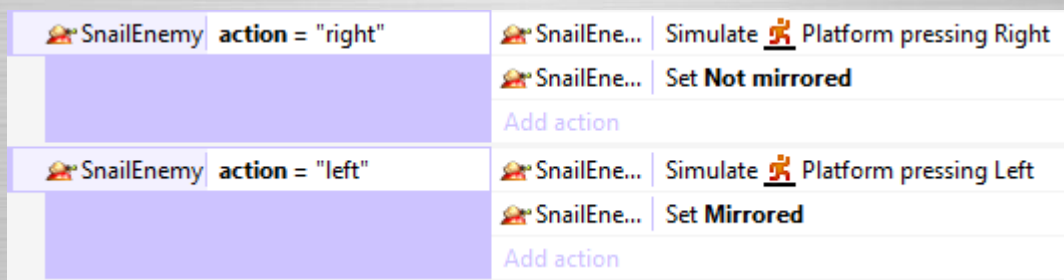 SnailEnemy action = "right" SnailEne... Simulate Platform pressing Right
SnailEne... Set Not mirrored
Add action
SnailEnemy action = "left" SnailEne... Simulate Platform pressing Left
SnailEne... Set Mirrored
Add action